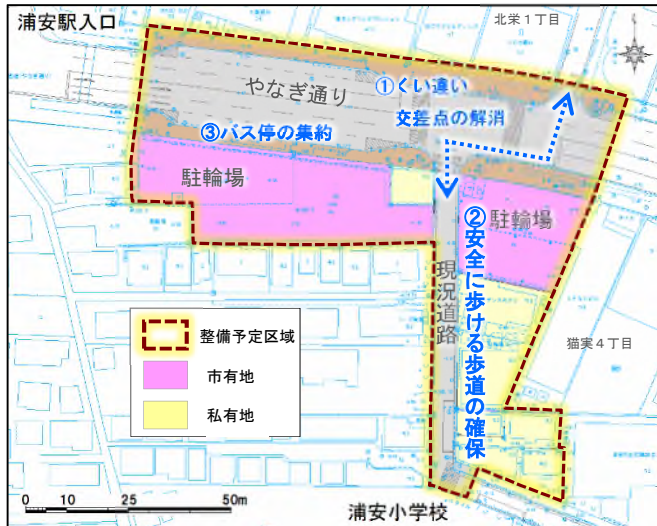 浦安駅入口
北栄1丁目
やなぎ通り
①くい違い
交差点の解消
③バス停の集約
駐輪場
駐輪場
現況道路
②安全に歩ける歩道の確保
猫実4丁目
整備予定区域
市有地
私有地
0 10 25 50m
浦安小学校